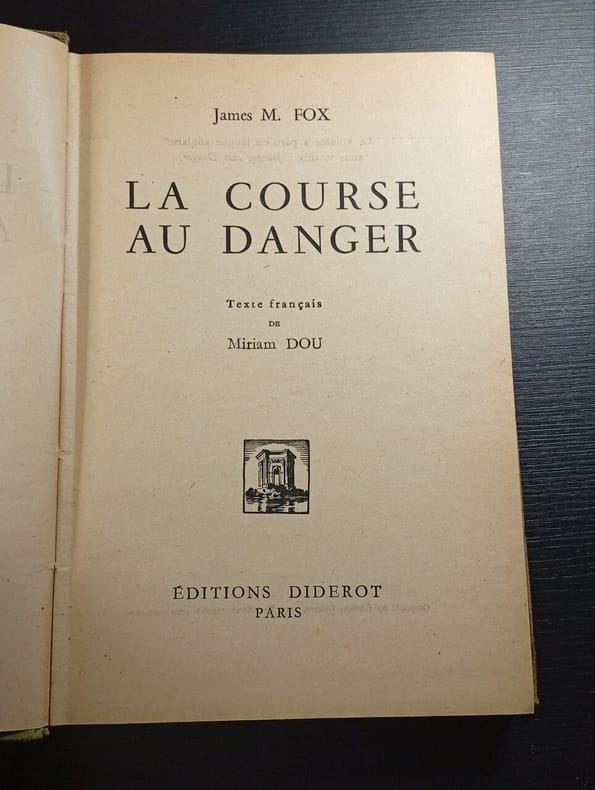 James M. FOX
LA COURSE
AU DANGER
Texte français
DE
Miriam DOU
ÉDITIONS DIDEROT
PARIS